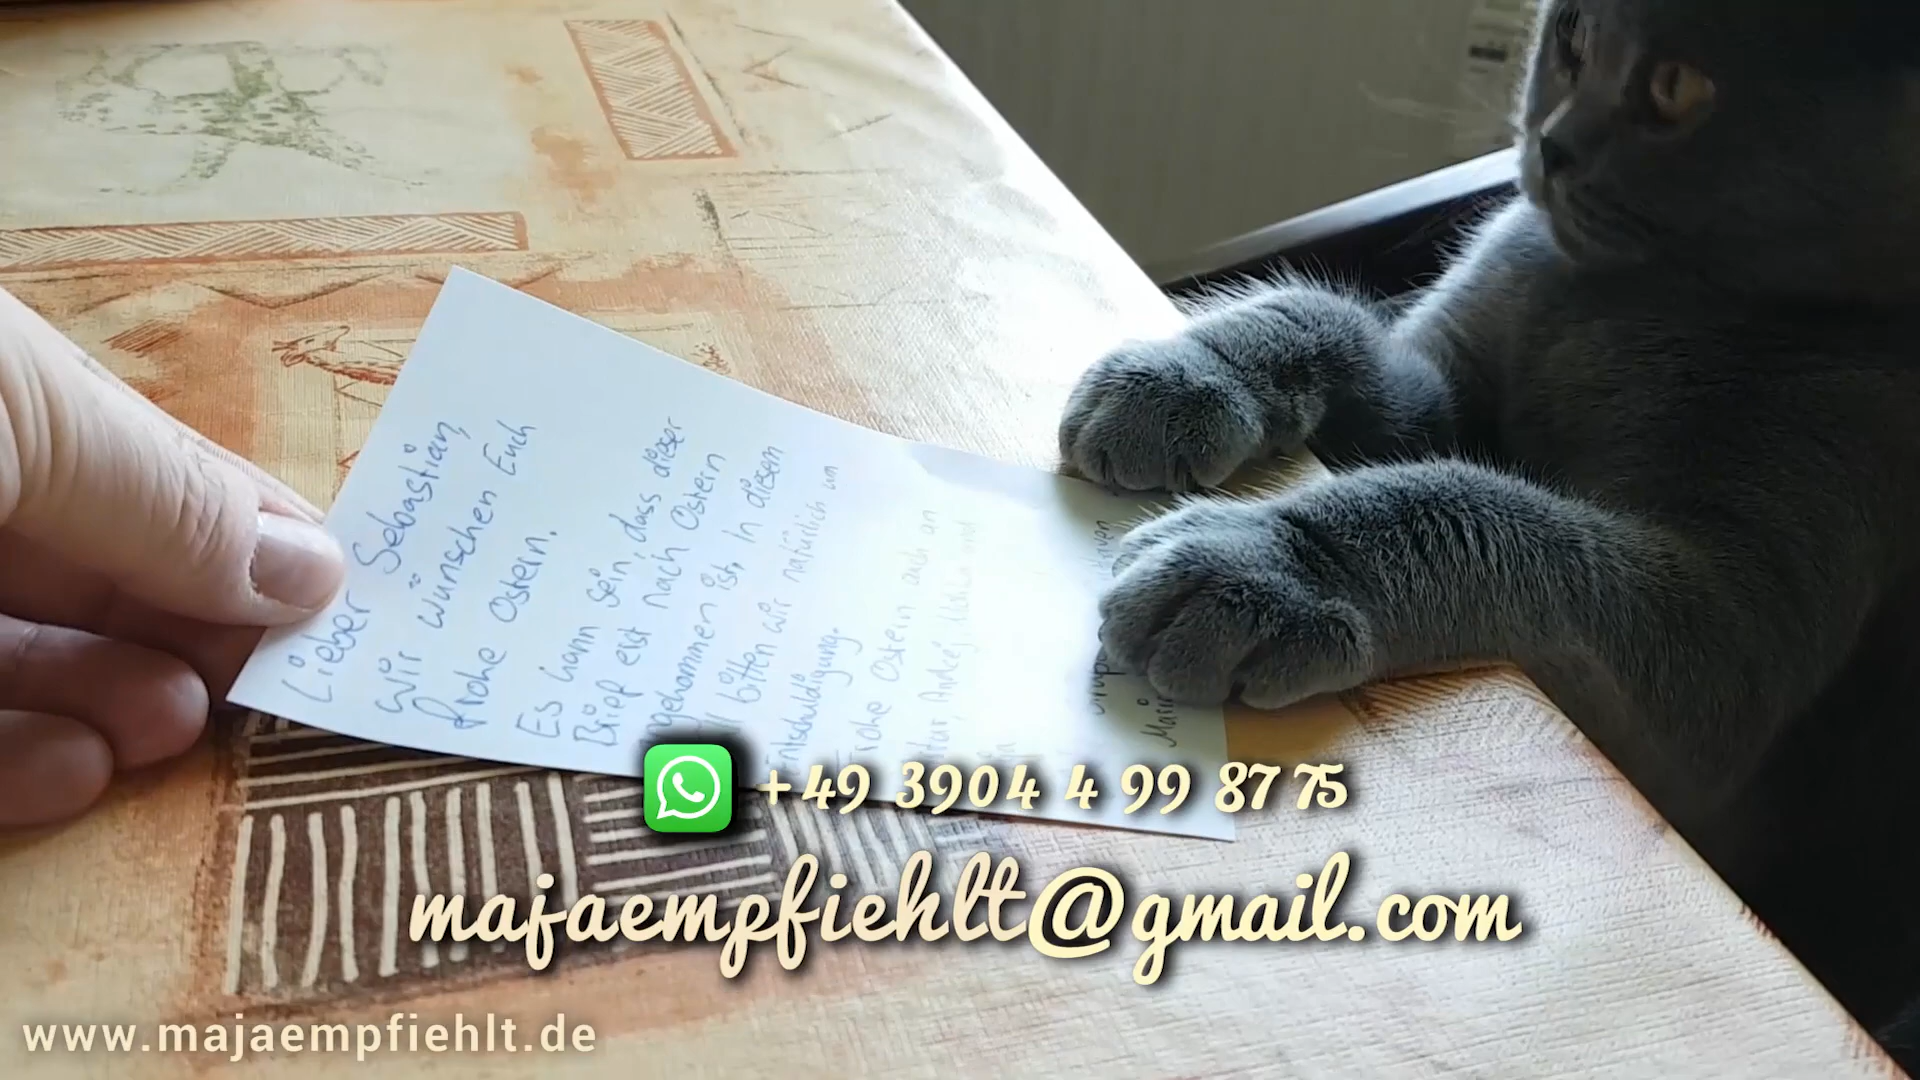 Lieber Sebastian,
wir wünschen Euch
frohe Ostern.
Es kann sein, dass dieser
Brief erst nach Ostern
angekommen ist, in diesen
bitten wir natürlich um
Entschuldigung.
Frohe Ostern auch an
André,
+49 3904 4 99 87 75
majaempfiehlt@gmail.com
www.majaempfiehlt.de